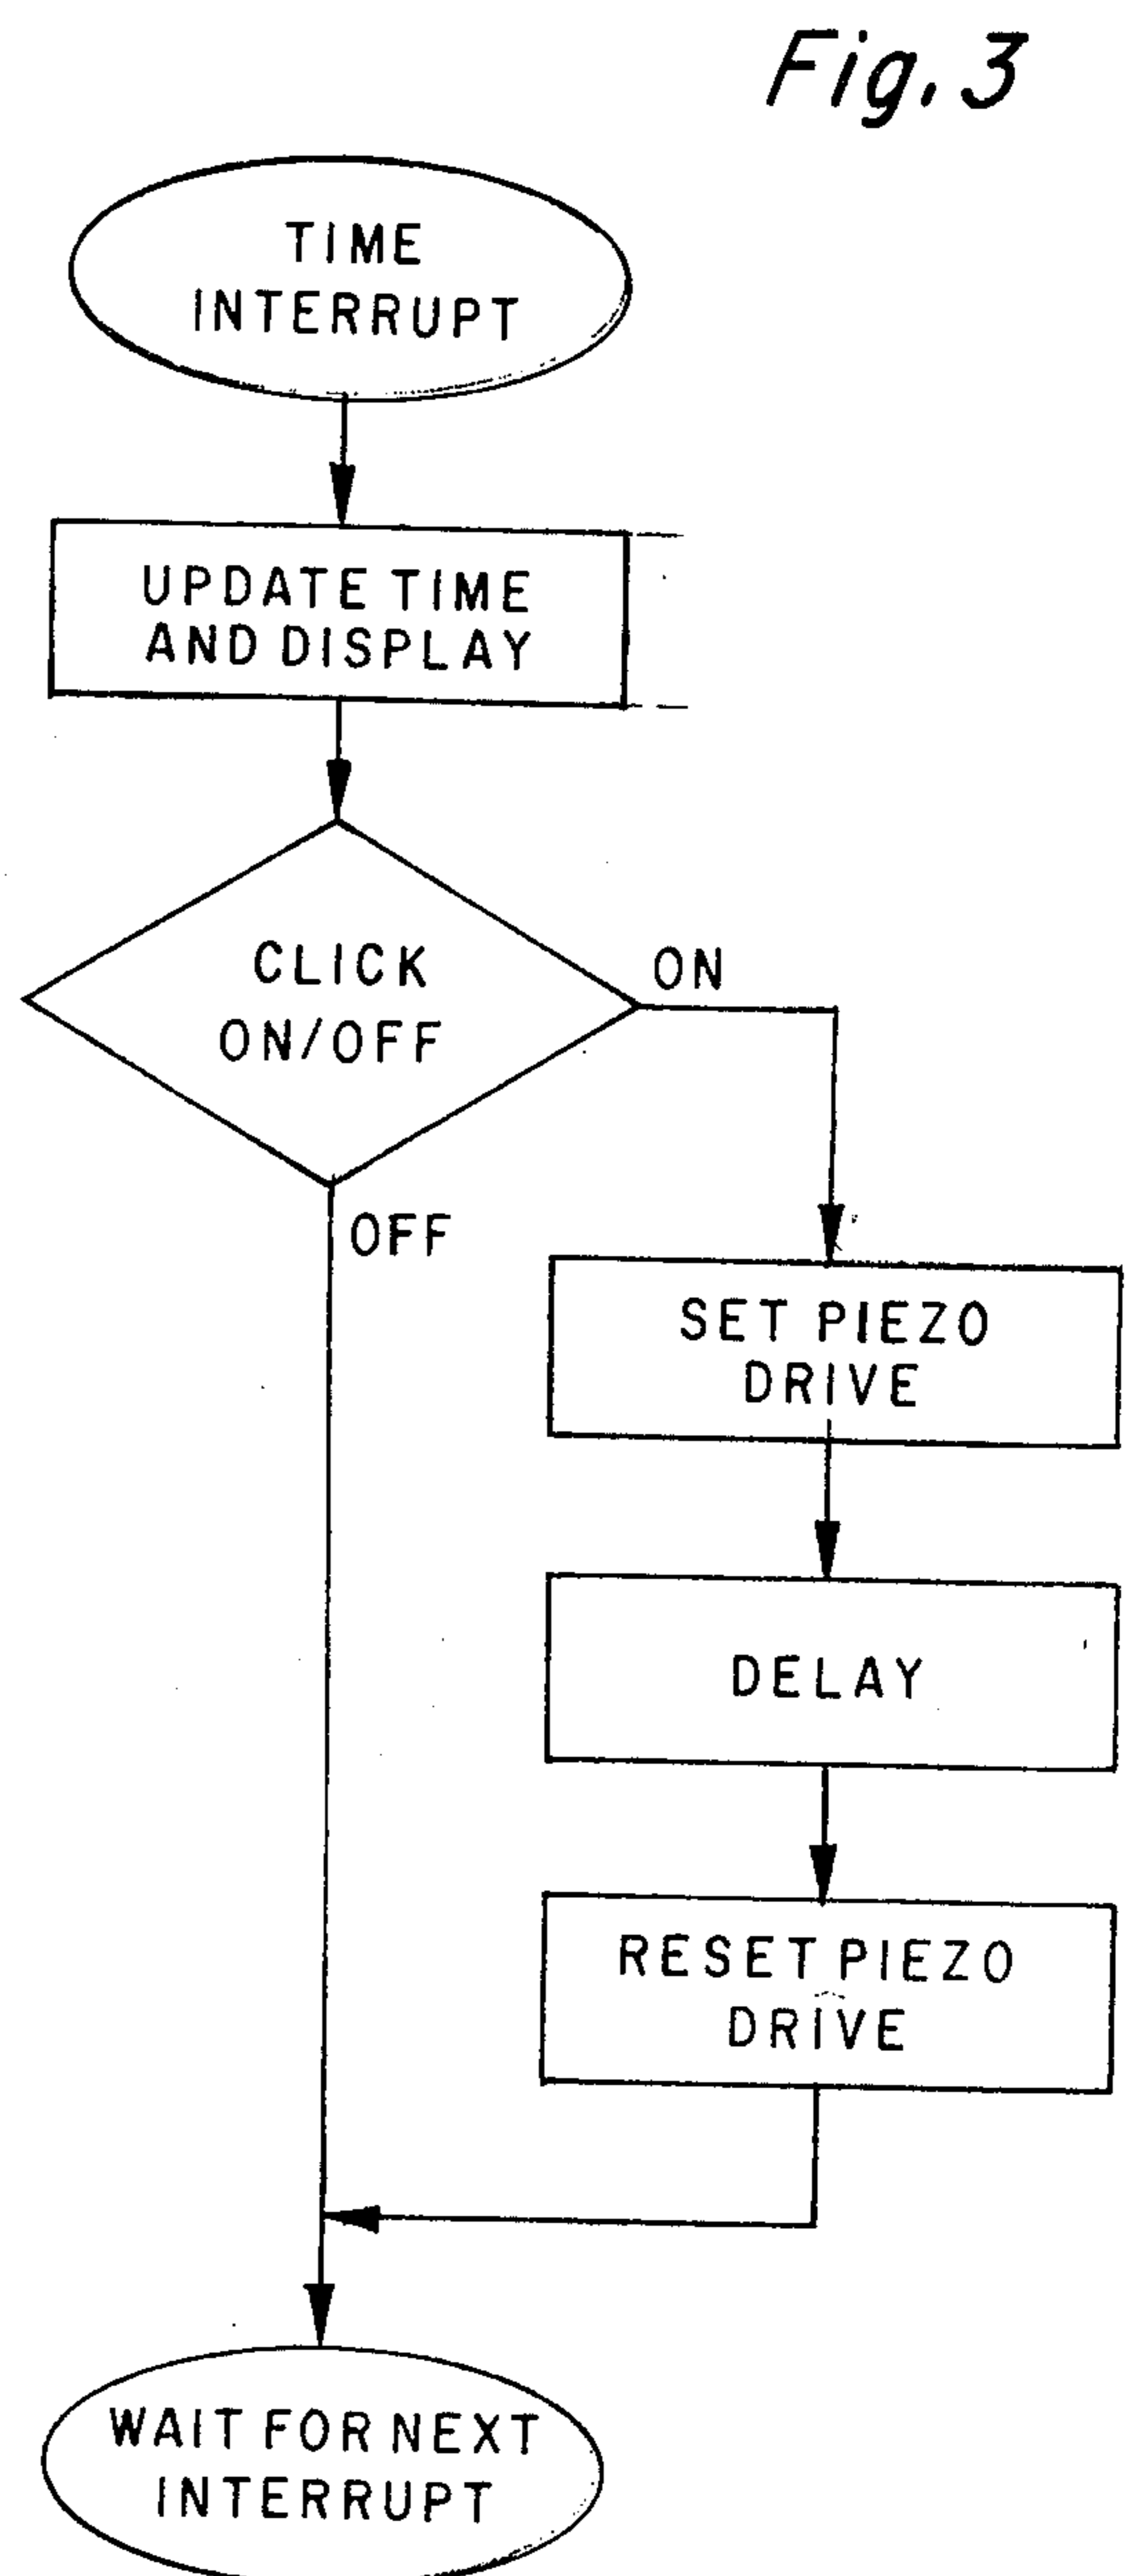 Fig. 3
TIME
INTERRUPT
UPDATE TIME
AND DISPLAY
CLICK
ON/OFF
ON
OFF
SET PIEZO
DRIVE
DELAY
RESET PIEZO
DRIVE
WAIT FOR NEXT
INTERRUPT